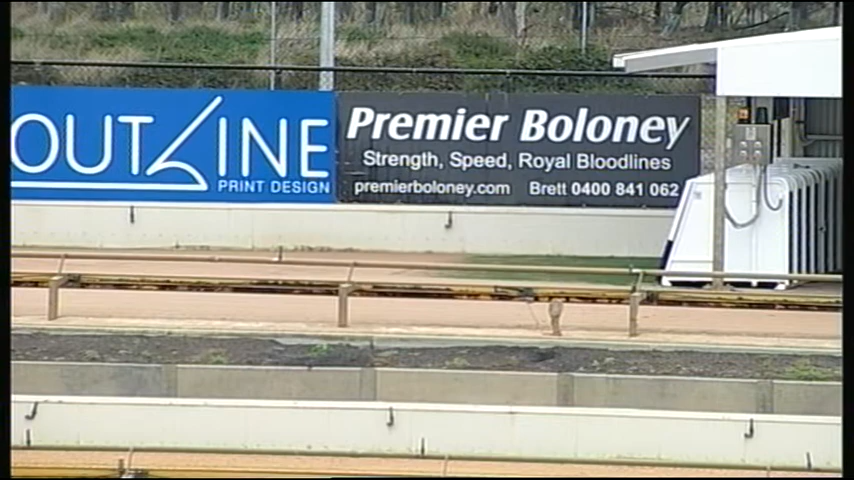 OUTLINE
PRINT DESIGN
Premier Boloney
Strength, Speed, Royal Bloodlines
premierboloney.com Brett 0400 841 062